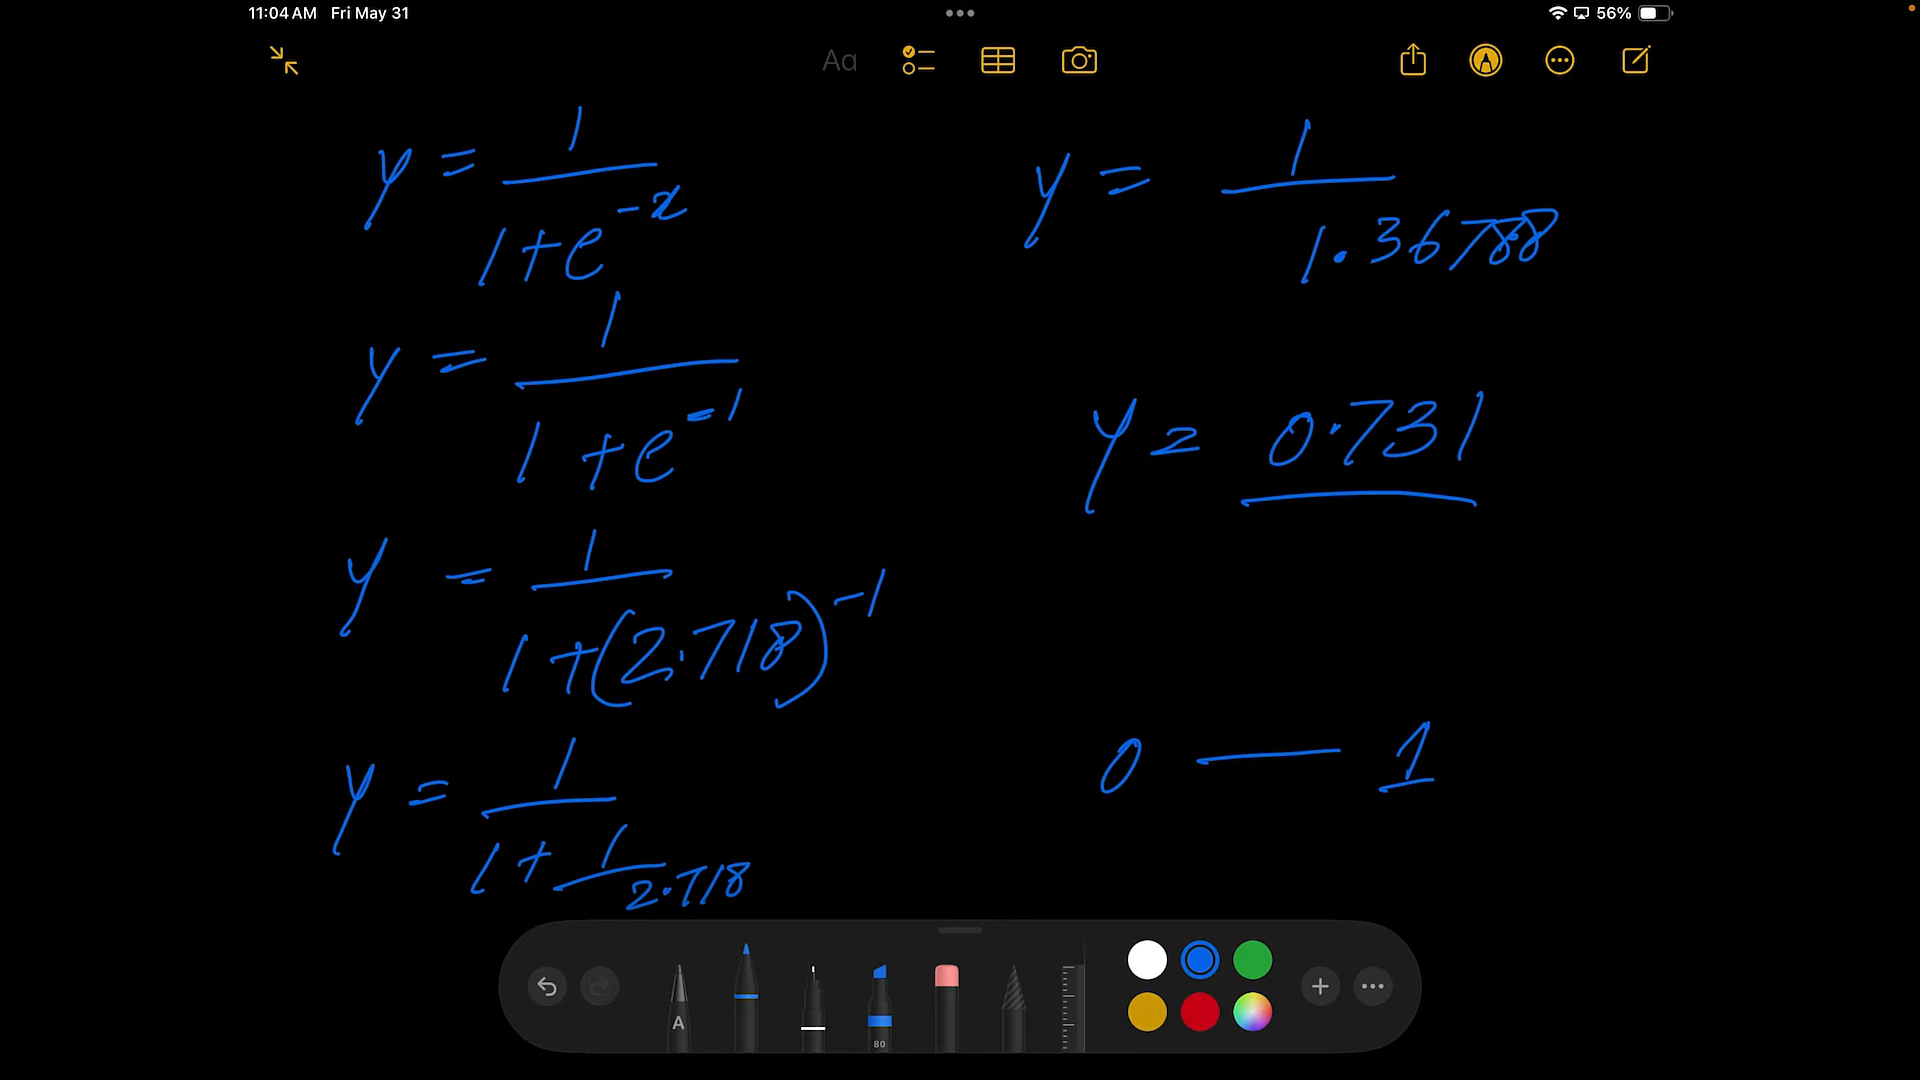 11:04 AM Fri May 31
56%
Aa
y = 1/(1+e^-x)
y = 1/(1+e^-1)
y = 1/(1+(2.718)^-1)
y = 1/(1+1/2.718)
y = 1/1.36788
y = 0.731
0 — 1
A
80